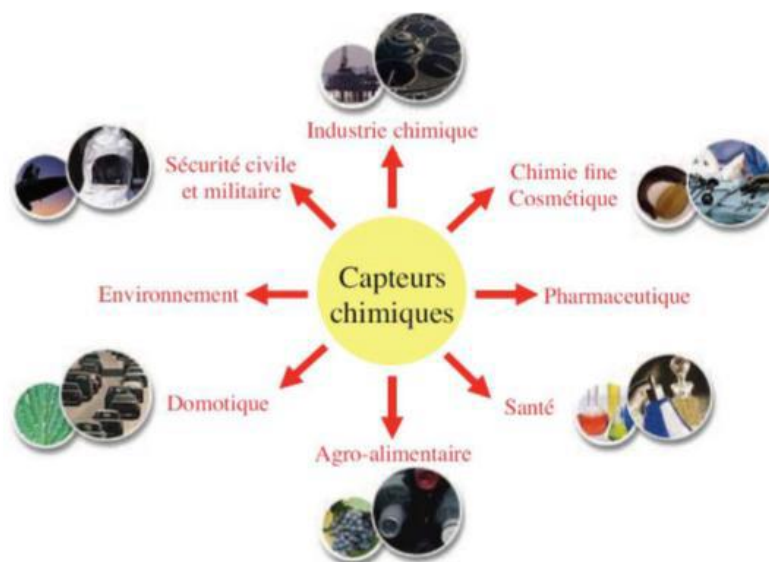 Industrie chimique
Sécurité civile
et militaire
Chimie fine
Cosmétique
Environnement
Capteurs
chimiques
Pharmaceutique
Domotique
Santé
Agro-alimentaire